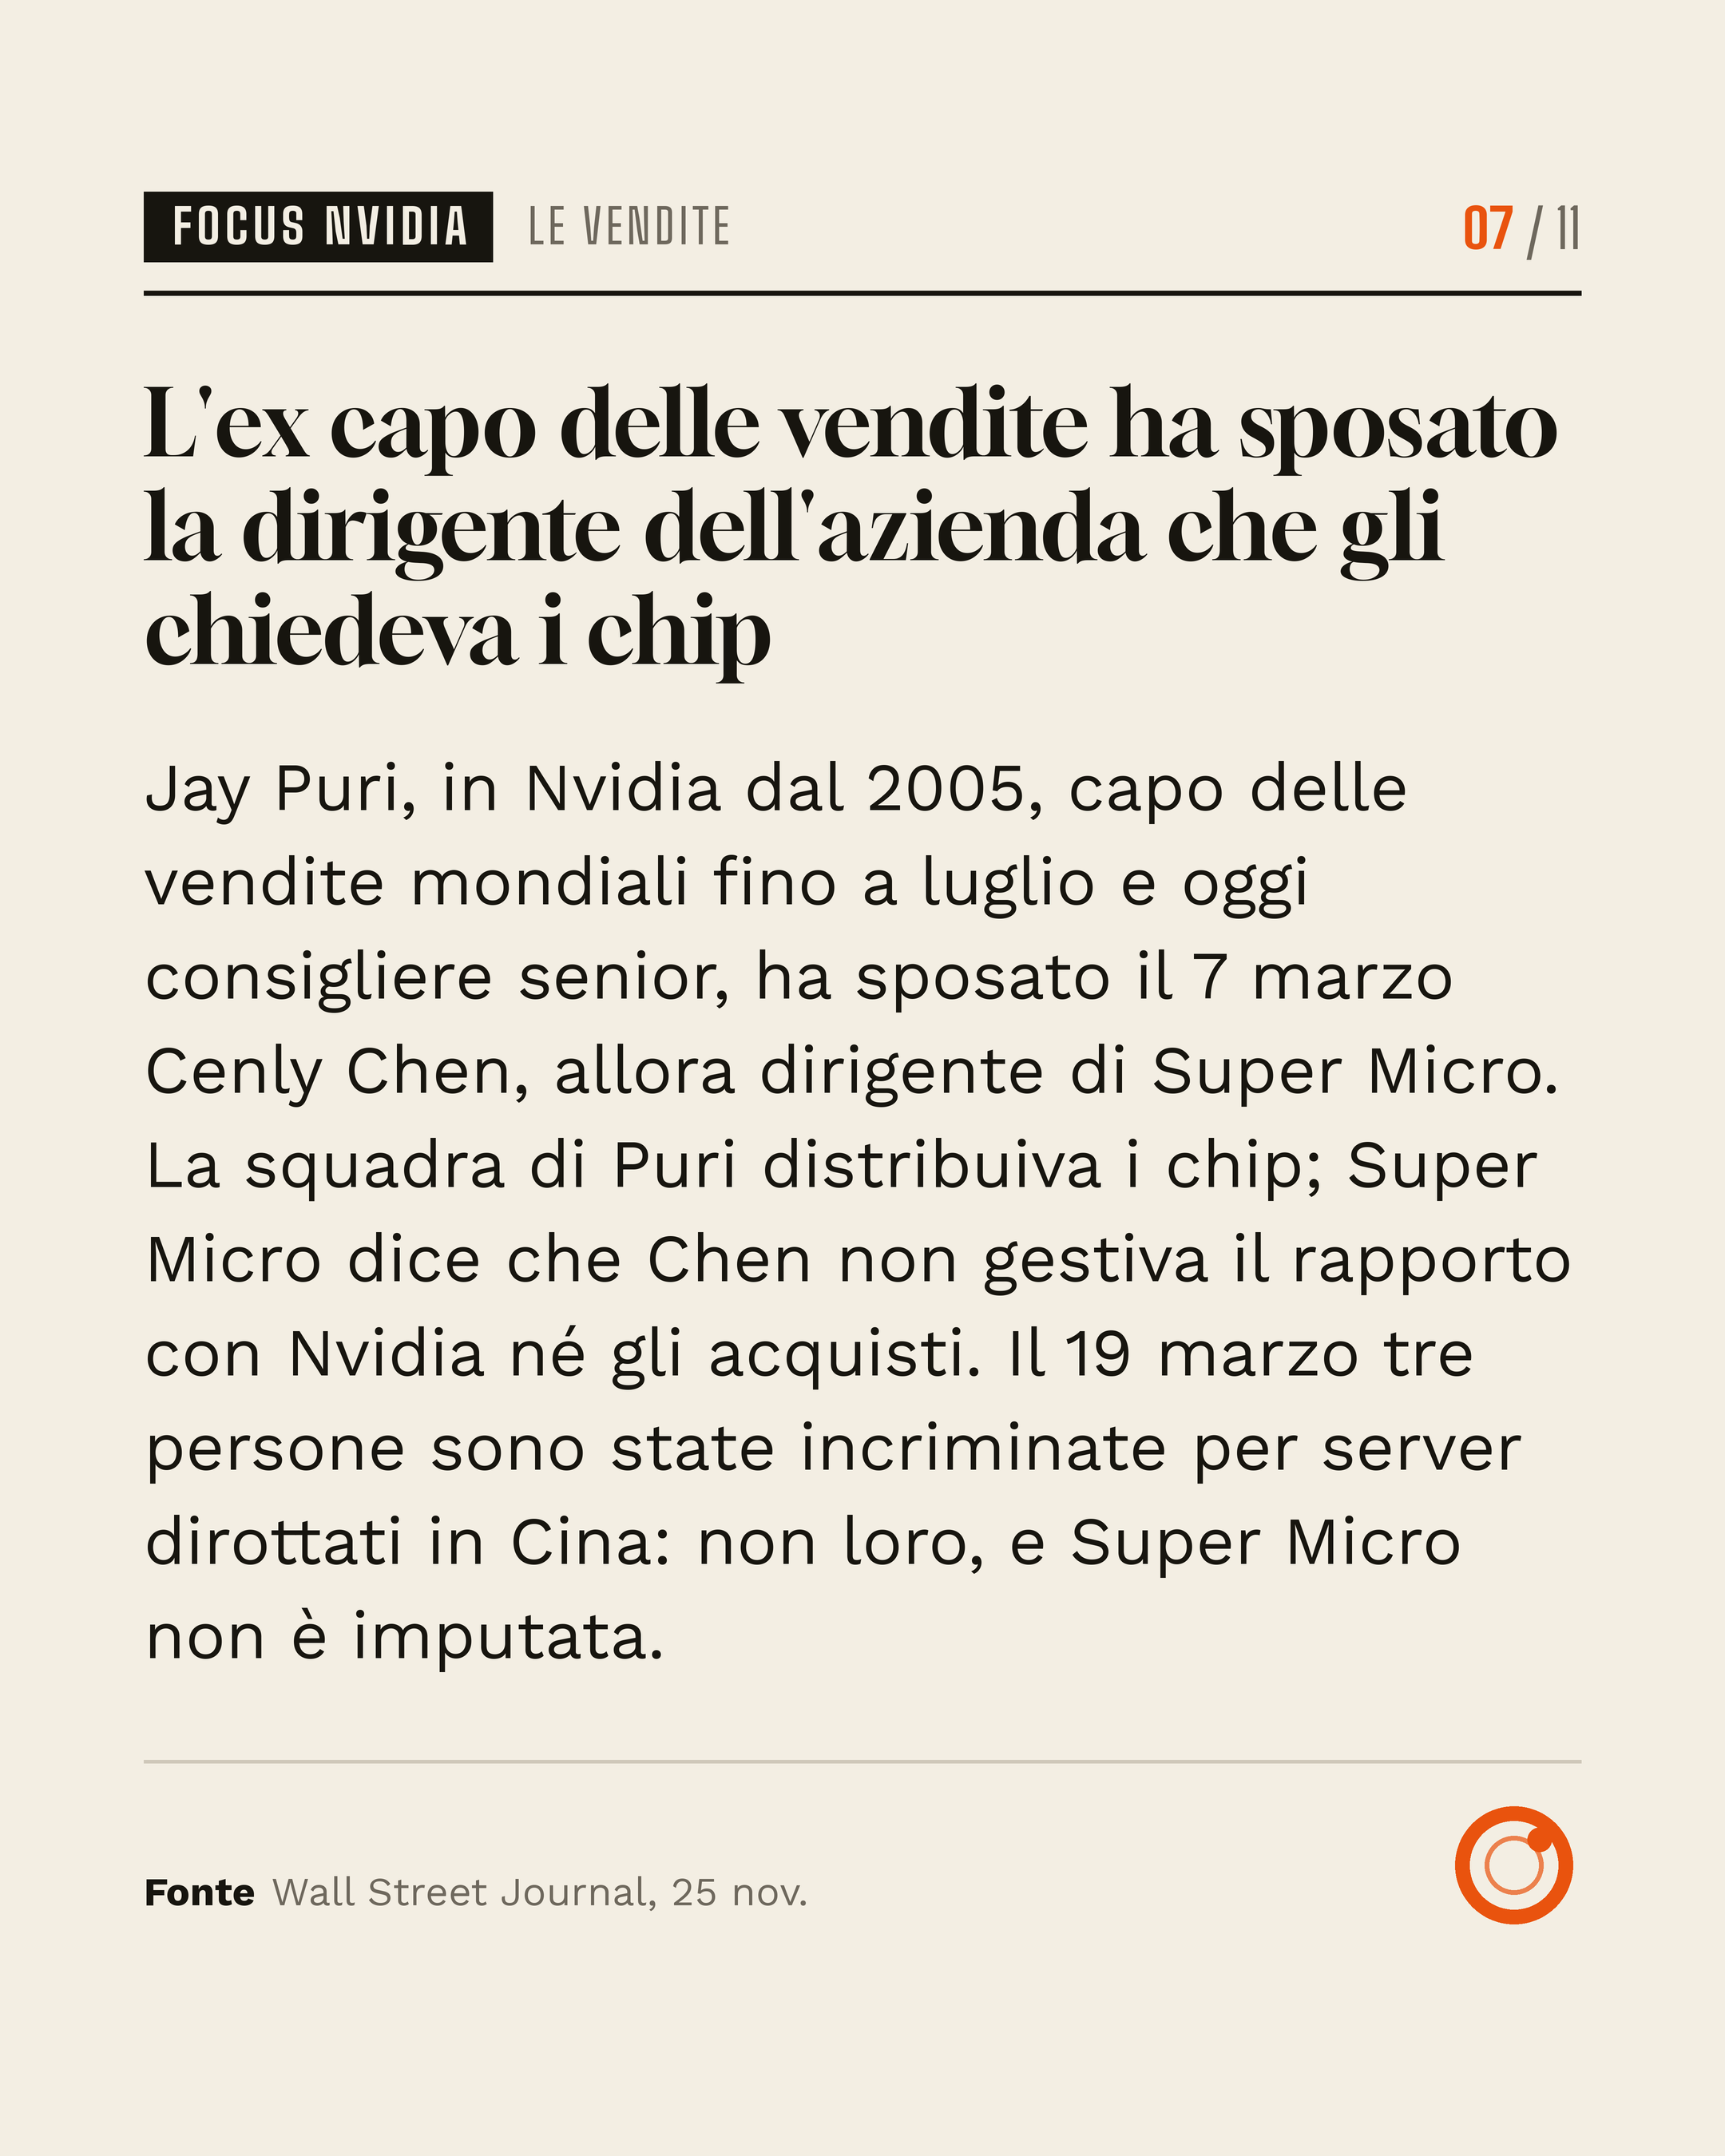 FOCUS NVIDIA LE VENDITE 07 / 11
L'ex capo delle vendite ha sposato
la dirigente dell'azienda che gli
chiedeva i chip
Jay Puri, in Nvidia dal 2005, capo delle
vendite mondiali fino a luglio e oggi
consigliere senior, ha sposato il 7 marzo
Cenly Chen, allora dirigente di Super Micro.
La squadra di Puri distribuiva i chip; Super
Micro dice che Chen non gestiva il rapporto
con Nvidia né gli acquisti. Il 19 marzo tre
persone sono state incriminate per server
dirottati in Cina: non loro, e Super Micro
non è imputata.
Fonte Wall Street Journal, 25 nov.